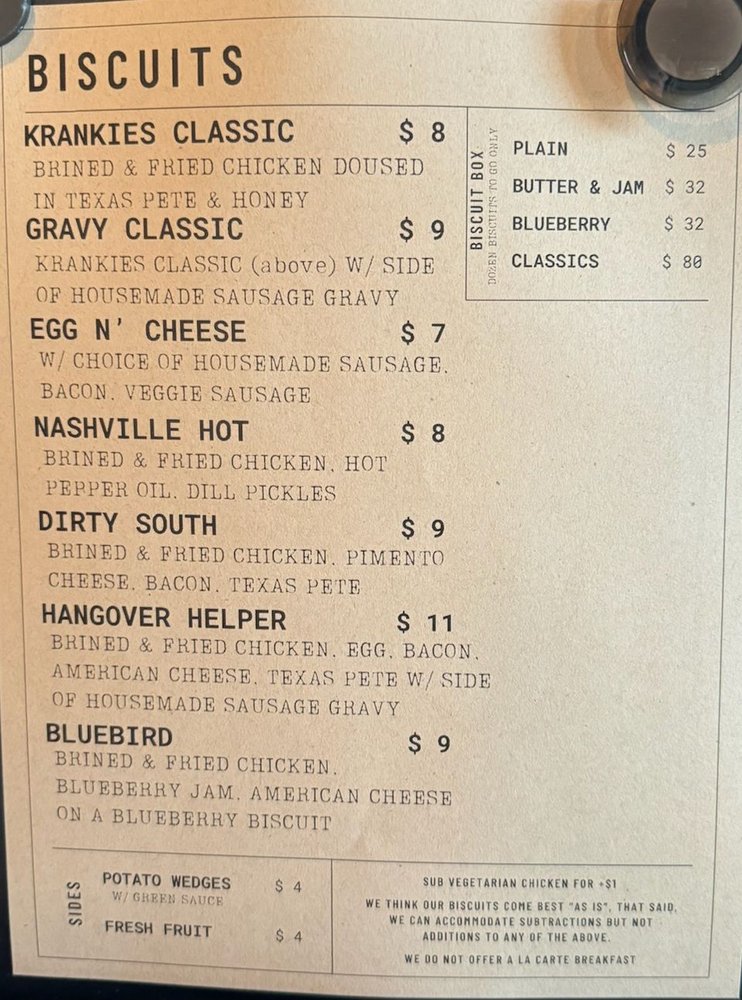 BISCUITS
KRANKIES CLASSIC $ 8
BRINED & FRIED CHICKEN DOUSED
IN TEXAS PETE & HONEY
GRAVY CLASSIC $ 9
KRANKIES CLASSIC (above) W/ SIDE
OF HOUSEMADE SAUSAGE GRAVY
EGG N' CHEESE $ 7
W/ CHOICE OF HOUSEMADE SAUSAGE,
BACON, VEGGIE SAUSAGE
NASHVILLE HOT $ 8
BRINED & FRIED CHICKEN, HOT
PEPPER OIL, DILL PICKLES
DIRTY SOUTH $ 9
BRINED & FRIED CHICKEN, PIMENTO
CHEESE, BACON, TEXAS PETE
HANGOVER HELPER $ 11
BRINED & FRIED CHICKEN, EGG, BACON,
AMERICAN CHEESE, TEXAS PETE W/ SIDE
OF HOUSEMADE SAUSAGE GRAVY
BLUEBIRD $ 9
BRINED & FRIED CHICKEN,
BLUEBERRY JAM, AMERICAN CHEESE
ON A BLUEBERRY BISCUIT
BISCUIT BOX
DOZEN BISCUITS TO GO ONLY
PLAIN $ 25
BUTTER & JAM $ 32
BLUEBERRY $ 32
CLASSICS $ 80
SIDES
POTATO WEDGES $ 4
W/ GREEN SAUCE
FRESH FRUIT $ 4
SUB VEGETARIAN CHICKEN FOR +$1
WE THINK OUR BISCUITS COME BEST "AS IS", THAT SAID,
WE CAN ACCOMMODATE SUBTRACTIONS BUT NOT
ADDITIONS TO ANY OF THE ABOVE.
WE DO NOT OFFER A LA CARTE BREAKFAST